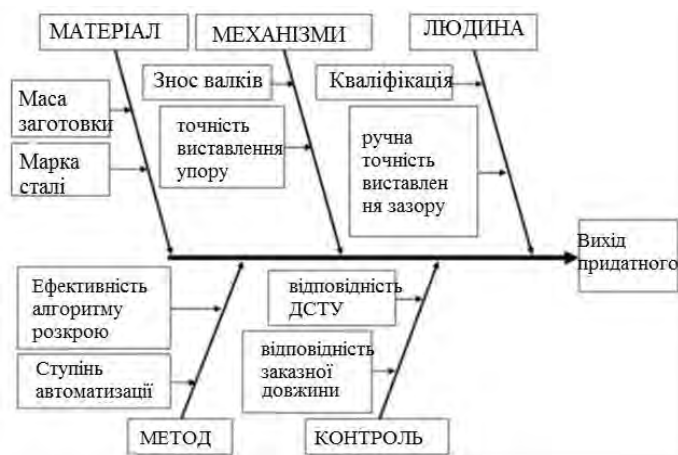 МАТЕРІАЛ
МЕХАНІЗМИ
ЛЮДИНА
Маса
заготовки
Марка
сталі
Знос валків
точність
виставлення
упору
Кваліфікація
ручна
точність
виставлен
ня зазору
Вихід
придатного
Ефективність
алгоритму
розкрою
Ступінь
автоматизації
відповідність
ДСТУ
відповідність
заказної
довжини
МЕТОД
КОНТРОЛЬ